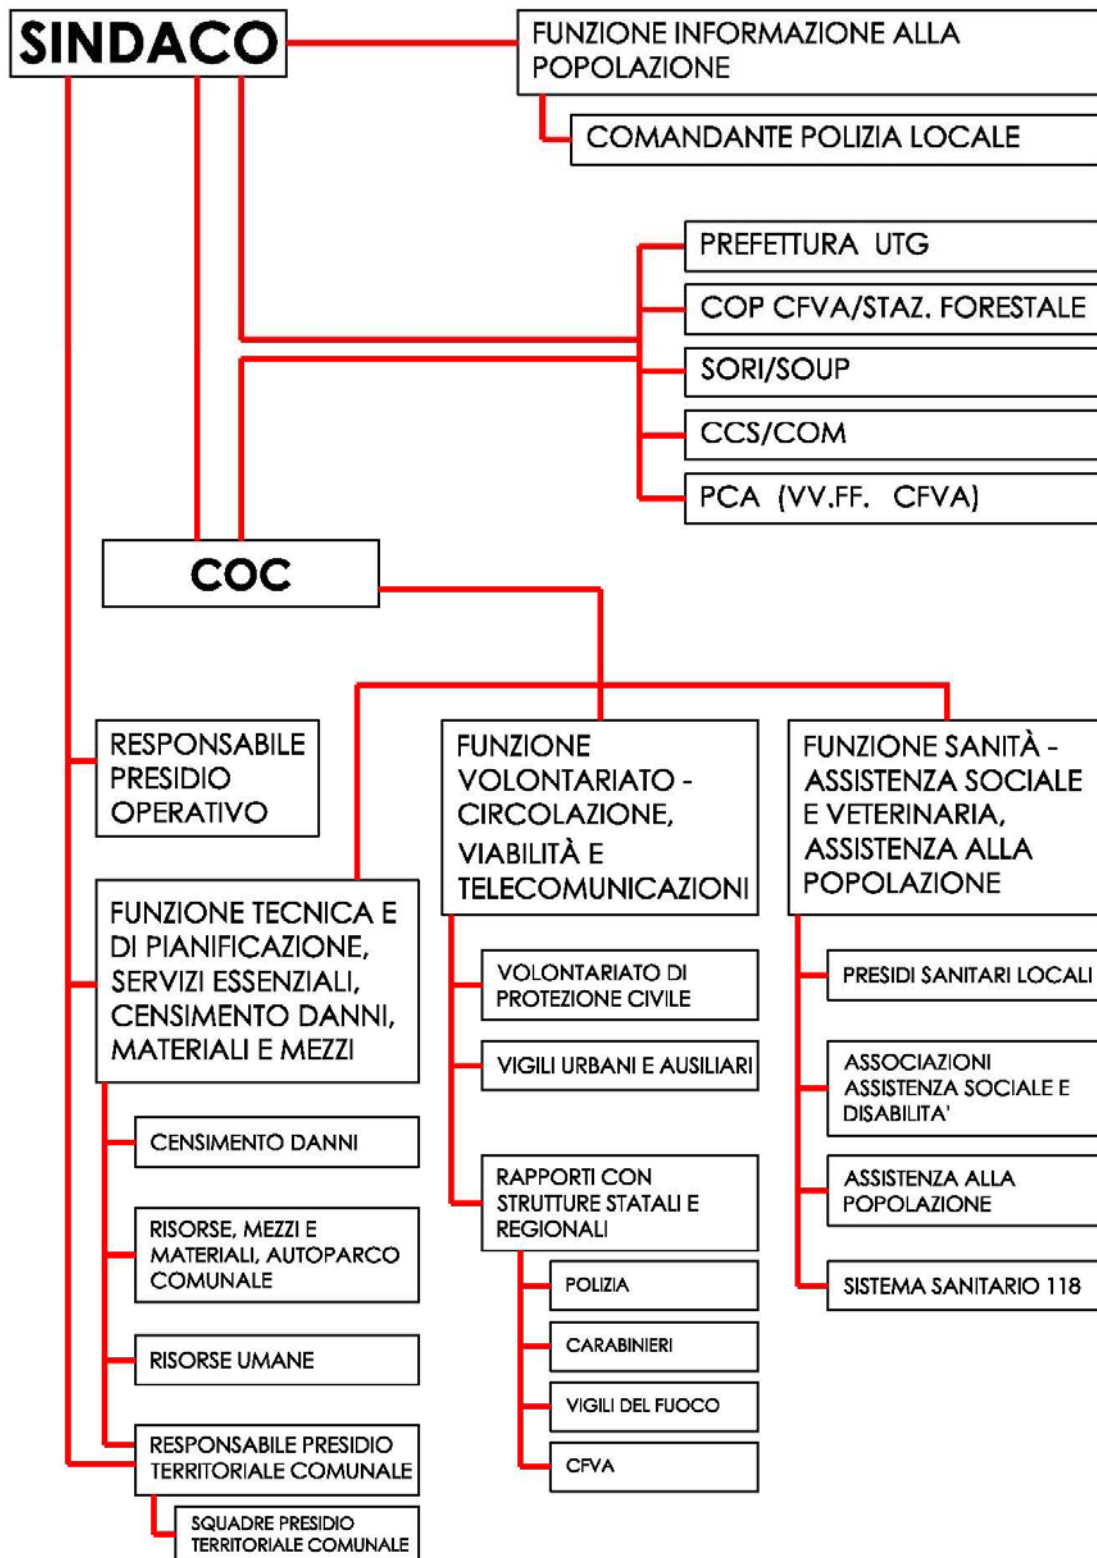 SINDACO
FUNZIONE INFORMAZIONE ALLA
POPOLAZIONE
COMANDANTE POLIZIA LOCALE
PREFETTURA UTG
COP CFVA/STAZ. FORESTALE
SORI/SOUP
CCS/COM
PCA (VV.FF. CFVA)
COC
RESPONSABILE
PRESIDIO
OPERATIVO
FUNZIONE TECNICA E
DI PIANIFICAZIONE,
SERVIZI ESSENZIALI,
CENSIMENTO DANNI,
MATERIALI E MEZZI
CENSIMENTO DANNI
RISORSE, MEZZI E
MATERIALI, AUTOPARCO
COMUNALE
RISORSE UMANE
RESPONSABILE PRESIDIO
TERRITORIALE COMUNALE
SQUADRE PRESIDIO
TERRITORIALE COMUNALE
FUNZIONE
VOLONTARIATO -
CIRCOLAZIONE,
VIABILITÀ E
TELECOMUNICAZIONI
VOLONTARIATO DI
PROTEZIONE CIVILE
VIGILI URBANI E AUSILIARI
RAPPORTI CON
STRUTTURE STATALI E
REGIONALI
POLIZIA
CARABINIERI
VIGILI DEL FUOCO
CFVA
FUNZIONE SANITÀ -
ASSISTENZA SOCIALE
E VETERINARIA,
ASSISTENZA ALLA
POPOLAZIONE
PRESIDI SANITARI LOCALI
ASSOCIAZIONI
ASSISTENZA SOCIALE E
DISABILITA'
ASSISTENZA ALLA
POPOLAZIONE
SISTEMA SANITARIO 118